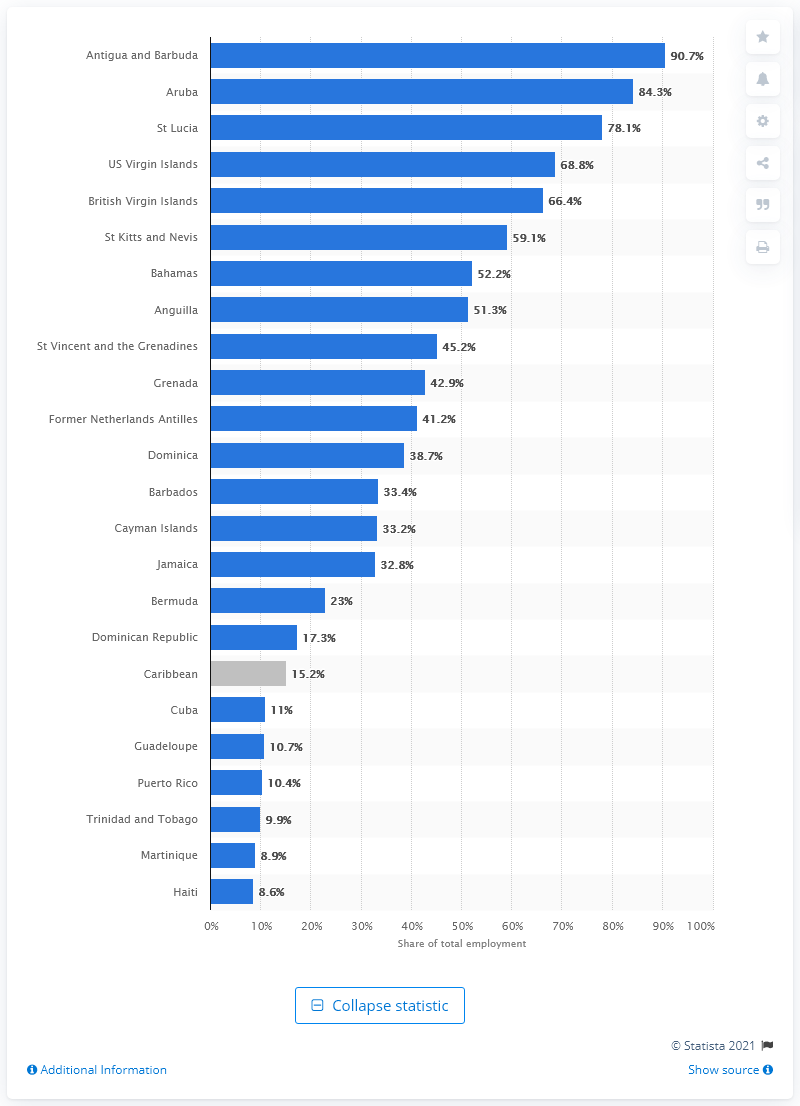 Antigua and Barbuda 90.7%
Aruba 84.3%
St Lucia 78.1%
US Virgin Islands 68.8%
British Virgin Islands 66.4%
St Kitts and Nevis 59.1%
Bahamas 52.2%
Anguilla 51.3%
St Vincent and the Grenadines 45.2%
Grenada 42.9%
Former Netherlands Antilles 41.2%
Dominica 38.7%
Barbados 33.4%
Cayman Islands 33.2%
Jamaica 32.8%
Bermuda 23%
Dominican Republic 17.3%
Caribbean 15.2%
Cuba 11%
Guadeloupe 10.7%
Puerto Rico 10.4%
Trinidad and Tobago 9.9%
Martinique 8.9%
Haiti 8.6%
0% 10% 20% 30% 40% 50% 60% 70% 80% 90% 100%
Share of total employment
Collapse statistic
© Statista 2021
Additional Information Show source